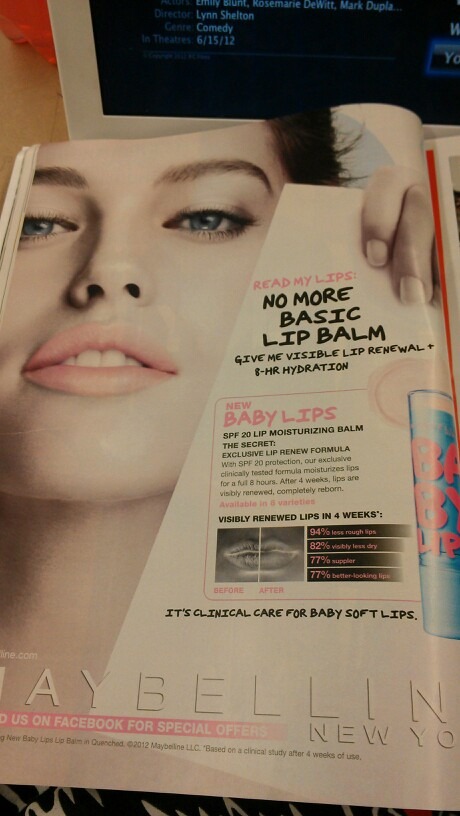 Actors: Emily Blunt, Rosemarie DeWitt, Mark Dupla...
Director: Lynn Shelton
Genre: Comedy
In Theatres: 6/15/12
READ MY LIPS:
NO MORE
BASIC
LIP BALM
GIVE ME VISIBLE LIP RENEWAL +
8-HR HYDRATION
NEW
BABY LIPS
SPF 20 LIP MOISTURIZING BALM
THE SECRET:
EXCLUSIVE LIP RENEW FORMULA
With SPF 20 protection, our exclusive
clinically tested formula moisturizes lips
for a full 8 hours. After 4 weeks, lips are
visibly renewed, completely reborn.
Available in 6 varieties
VISIBLY RENEWED LIPS IN 4 WEEKS*:
94% less rough lips
82% visibly less dry
77% suppler
77% better-looking lips
BEFORE AFTER
BA
BY
LIPS
IT'S CLINICAL CARE FOR BABY SOFT LIPS.
line.com
MAYBELLIN
D US ON FACEBOOK FOR SPECIAL OFFERS
NEW YO
g New Baby Lips Lip Balm in Quenched. ©2012 Maybelline LLC. *Based on a clinical study after 4 weeks of use.